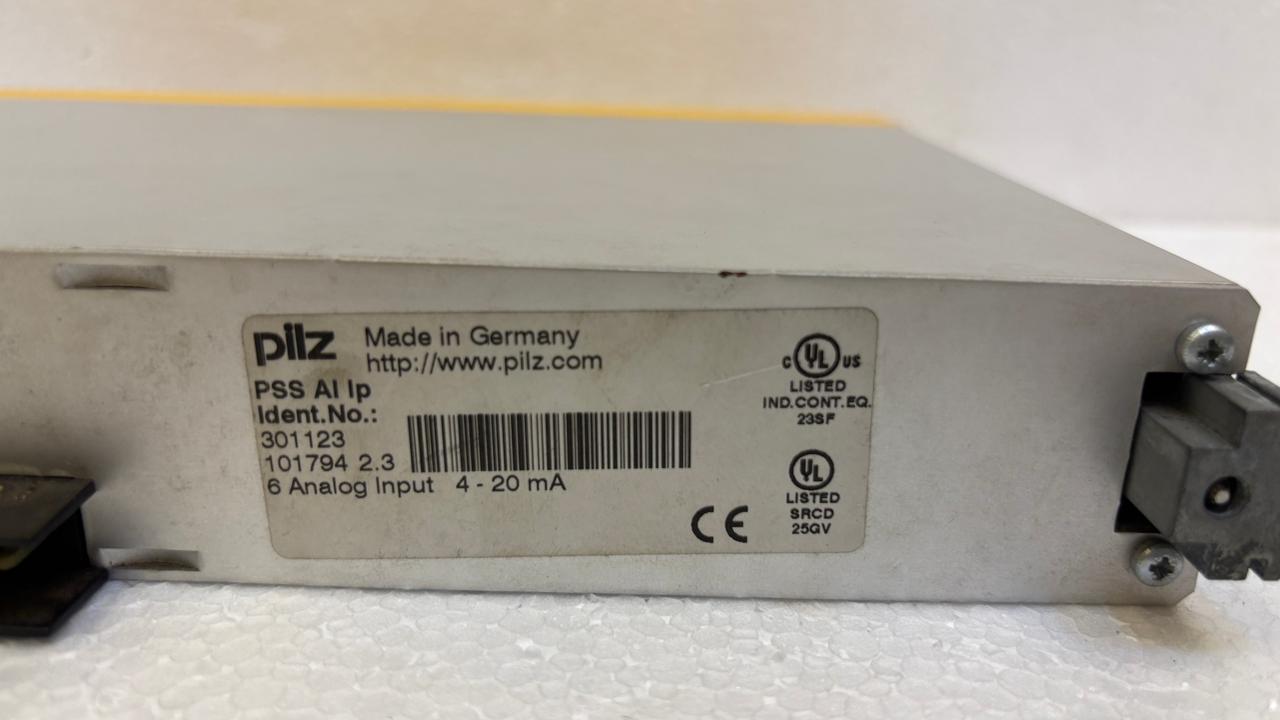 pilz
Made in Germany
http://www.pilz.com
PSS AI Ip
Ident.No.:
301123
101794 2.3
6 Analog Input 4 - 20 mA
C UL US
LISTED
IND.CONT.EQ.
23SF
UL
LISTED
SRCD
25GV
CE